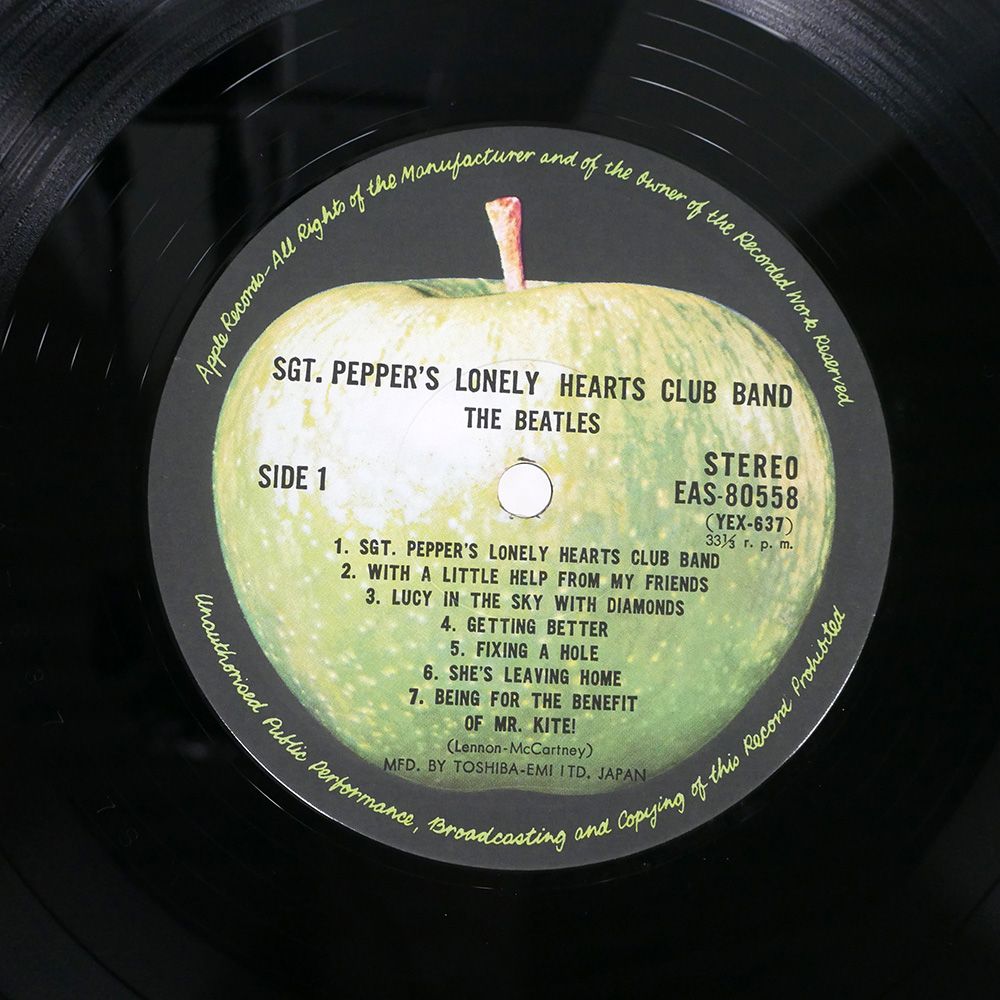 Apple Records-All Rights of the Manufacturer and of the Owner of the Recorded Work Reserved
SGT. PEPPER'S LONELY HEARTS CLUB BAND
THE BEATLES
SIDE 1
STEREO
EAS-80558
(YEX-637)
33⅓ r. p. m.
1. SGT. PEPPER'S LONELY HEARTS CLUB BAND
2. WITH A LITTLE HELP FROM MY FRIENDS
3. LUCY IN THE SKY WITH DIAMONDS
4. GETTING BETTER
5. FIXING A HOLE
6. SHE'S LEAVING HOME
7. BEING FOR THE BENEFIT
OF MR. KITE!
(Lennon-McCartney)
MFD. BY TOSHIBA-EMI LTD. JAPAN
Unauthorised Public Performance, Broadcasting and Copying of this Record Prohibited